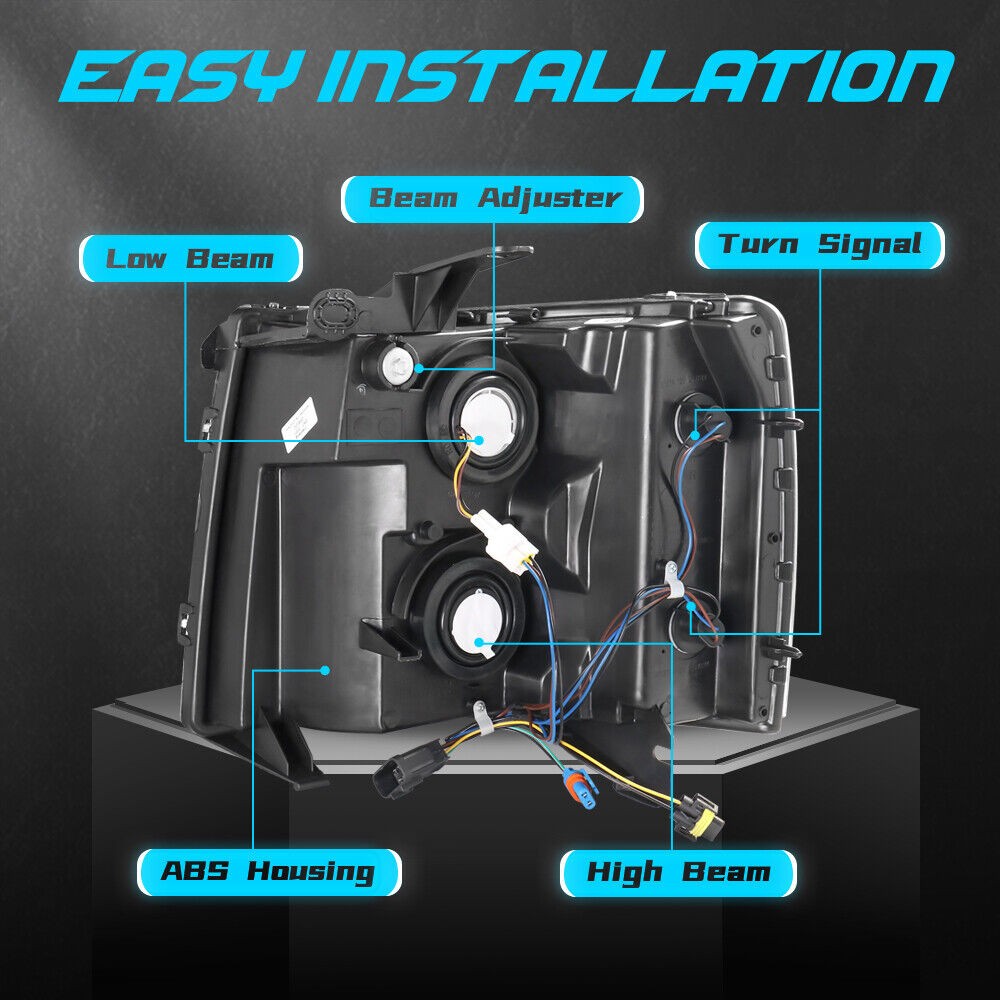 EASY INSTALLATION
Beam Adjuster
Low Beam
Turn Signal
ABS Housing
High Beam